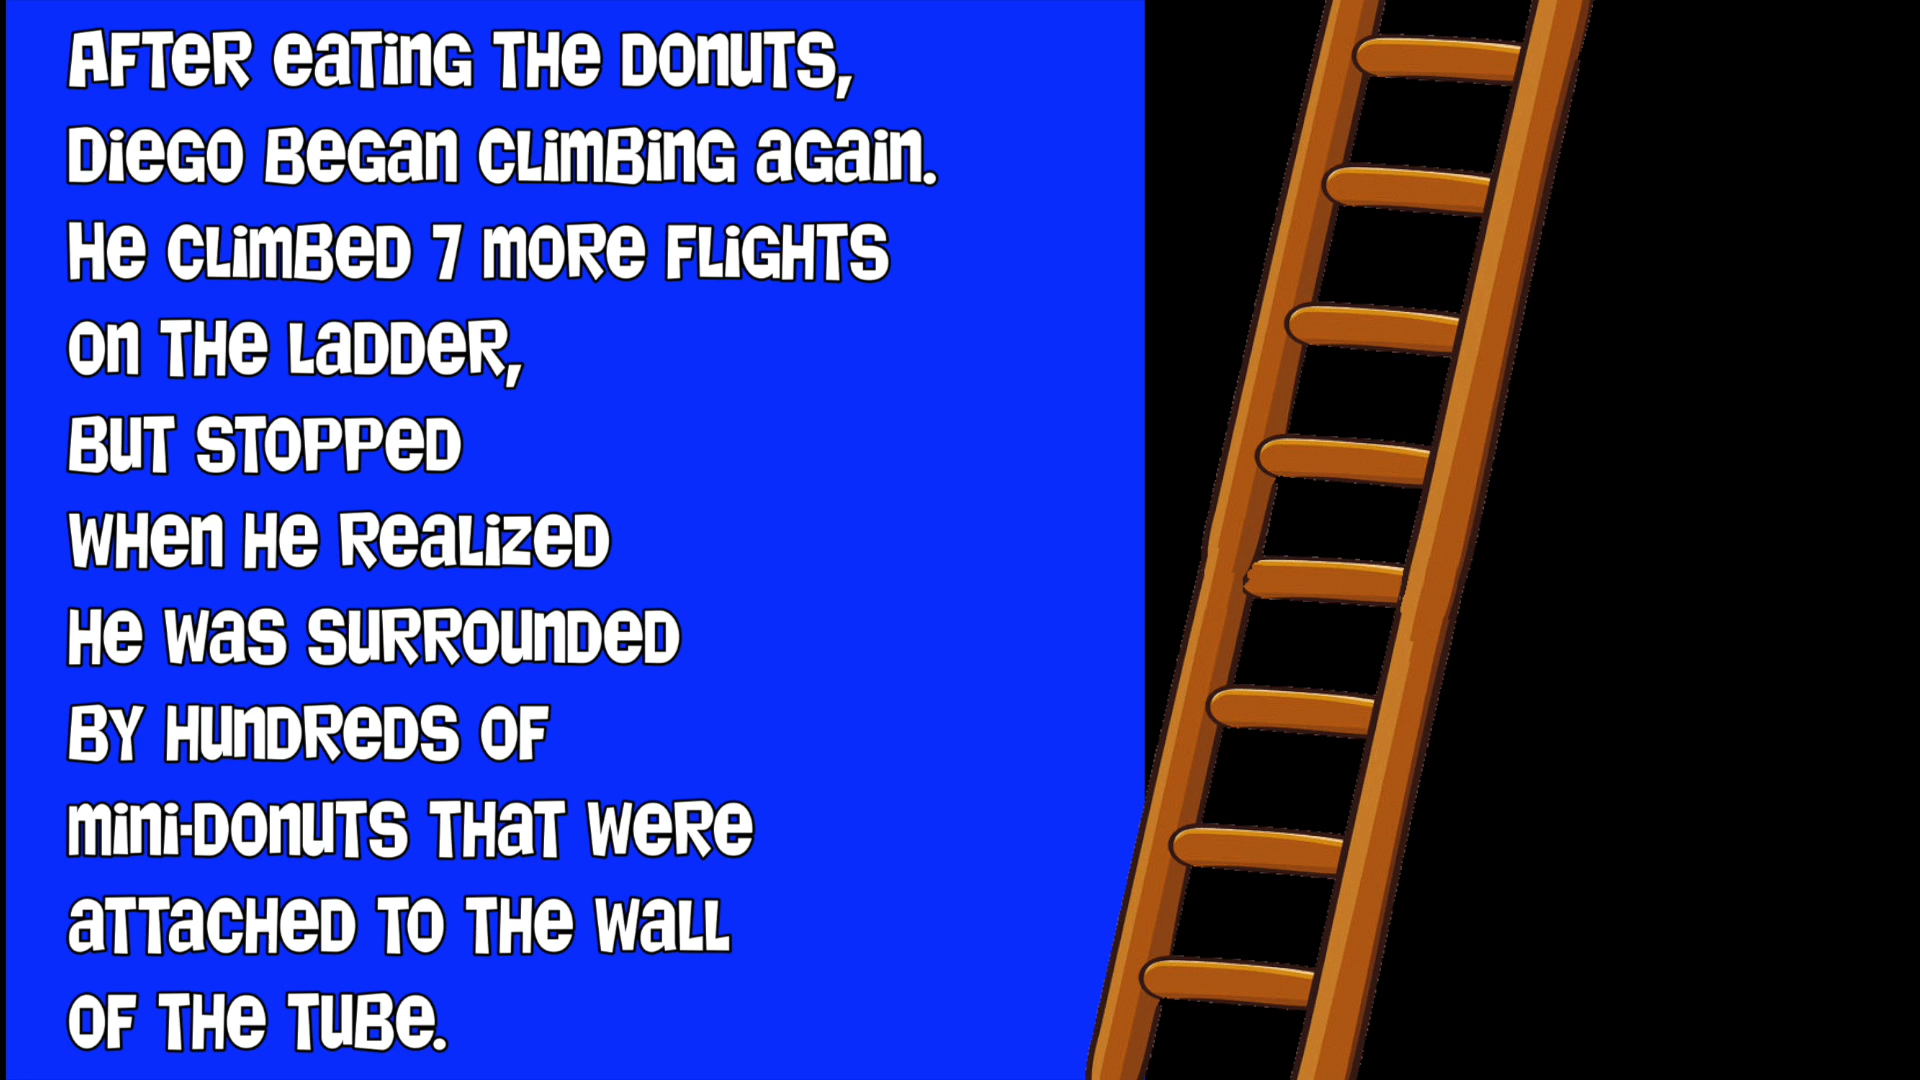 After eating the donuts,
Diego began climbing again.
He climbed 7 more flights
on the ladder,
but stopped
when he realized
he was surrounded
by hundreds of
mini-donuts that were
attached to the wall
of the tube.